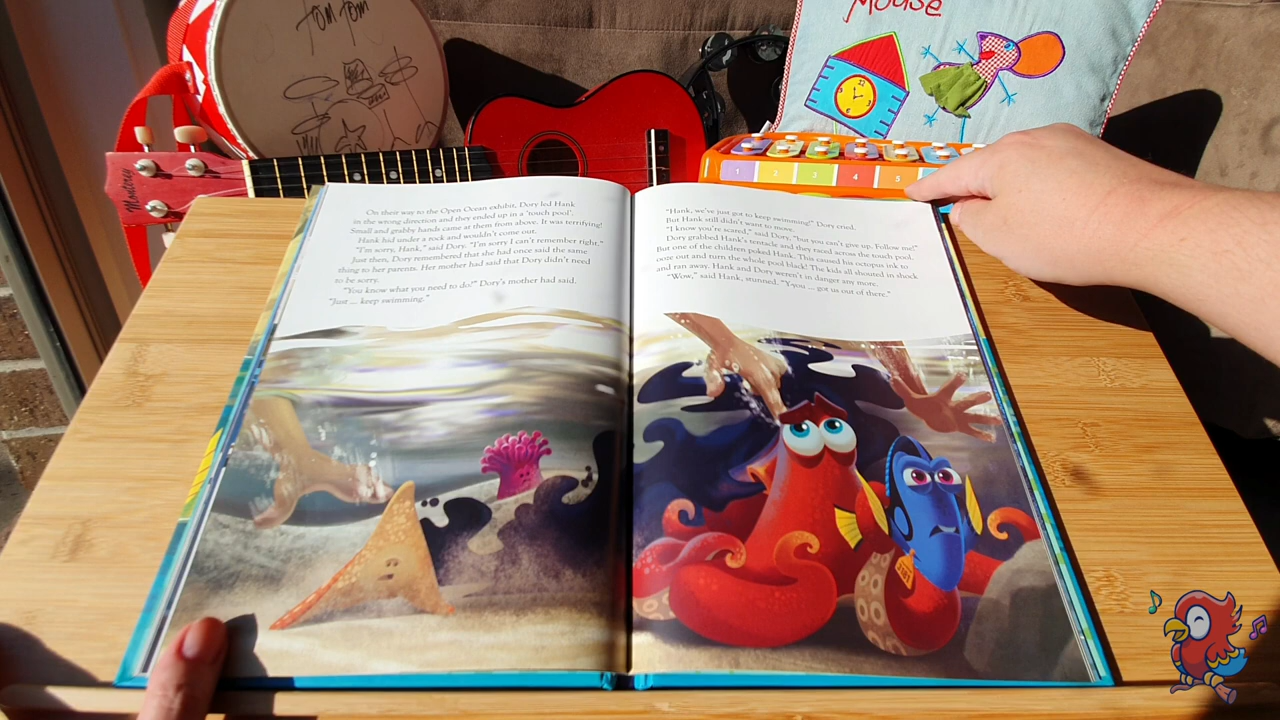 Tom Tom
Mouse
Monterey
1 2 3 4 5
"On their way to the Open Ocean exhibit, Dory led Hank
in the wrong direction and they ended up in a 'touch pool'.
Small and grabby hands came at them from above. It was terrifying!
Hank hid under a rock and wouldn't come out.
"I'm sorry, Hank," said Dory. "I'm sorry I can't remember right."
Just then, Dory remembered that she had once said the same
thing to her parents. Her mother had said that Dory didn't need
to be sorry.
"You know what you need to do!" Dory's mother had said.
"Just ... keep swimming."
"Hank, we've just got to keep swimming!" Dory cried.
But Hank still didn't want to move.
"I know you're scared," said Dory, "but you can't give up. Follow me!"
Dory grabbed Hank's tentacle and they raced across the touch pool.
But one of the children poked Hank. This caused his octopus ink to
ooze out and turn the whole pool black! The kids all shouted in shock
and ran away. Hank and Dory weren't in danger any more.
"Wow," said Hank, stunned. "Y-you ... got us out of there."